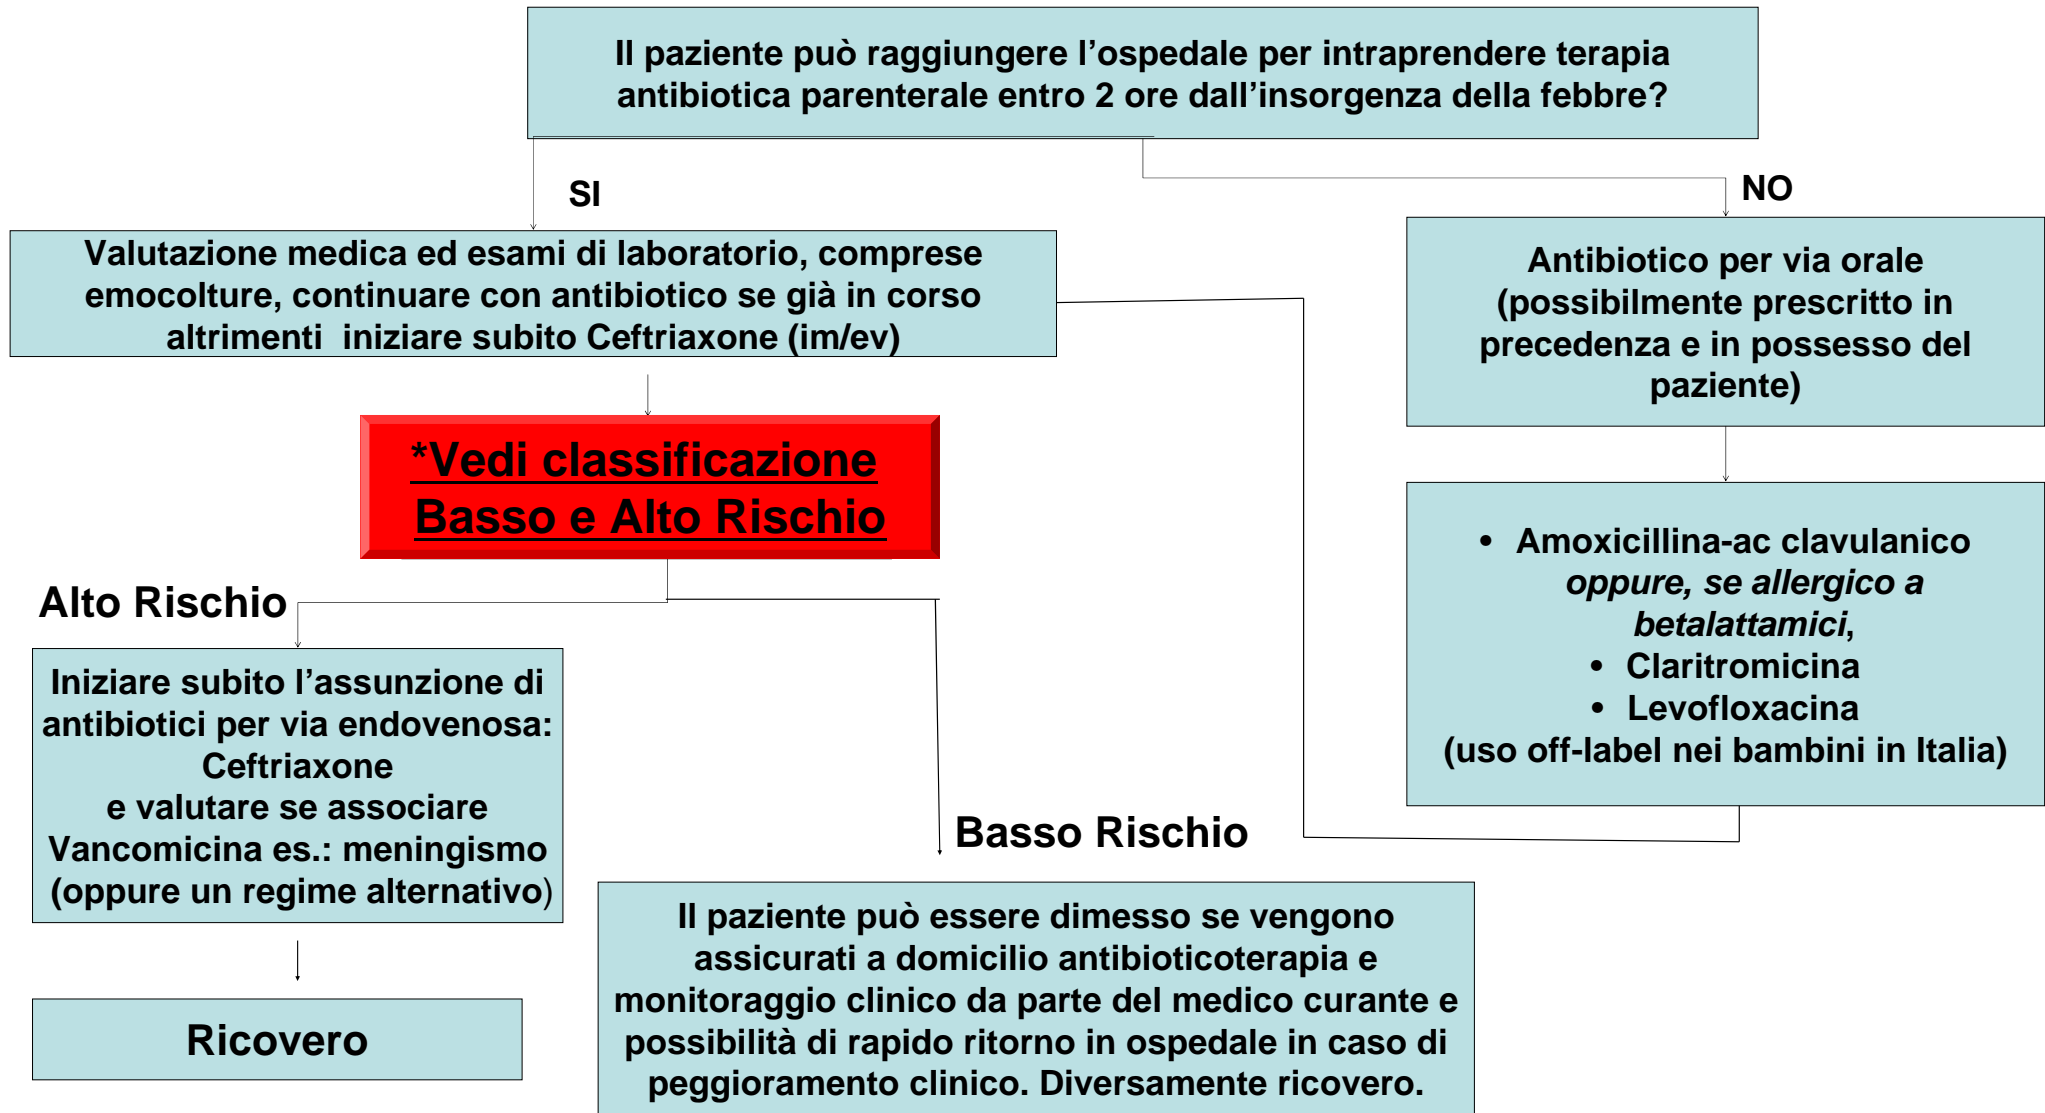 Il paziente può raggiungere l’ospedale per intraprendere terapia
antibiotica parenterale entro 2 ore dall’insorgenza della febbre?
SI
NO
Valutazione medica ed esami di laboratorio, comprese
emocolture, continuare con antibiotico se già in corso
altrimenti iniziare subito Ceftriaxone (im/ev)
Antibiotico per via orale
(possibilmente prescritto in
precedenza e in possesso del
paziente)
*Vedi classificazione
Basso e Alto Rischio
• Amoxicillina-ac clavulanico
oppure, se allergico a
betalattamici,
• Claritromicina
• Levofloxacina
(uso off-label nei bambini in Italia)
Alto Rischio
Iniziare subito l’assunzione di
antibiotici per via endovenosa:
Ceftriaxone
e valutare se associare
Vancomicina es.: meningismo
(oppure un regime alternativo)
Ricovero
Basso Rischio
Il paziente può essere dimesso se vengono
assicurati a domicilio antibioticoterapia e
monitoraggio clinico da parte del medico curante e
possibilità di rapido ritorno in ospedale in caso di
peggioramento clinico. Diversamente ricovero.